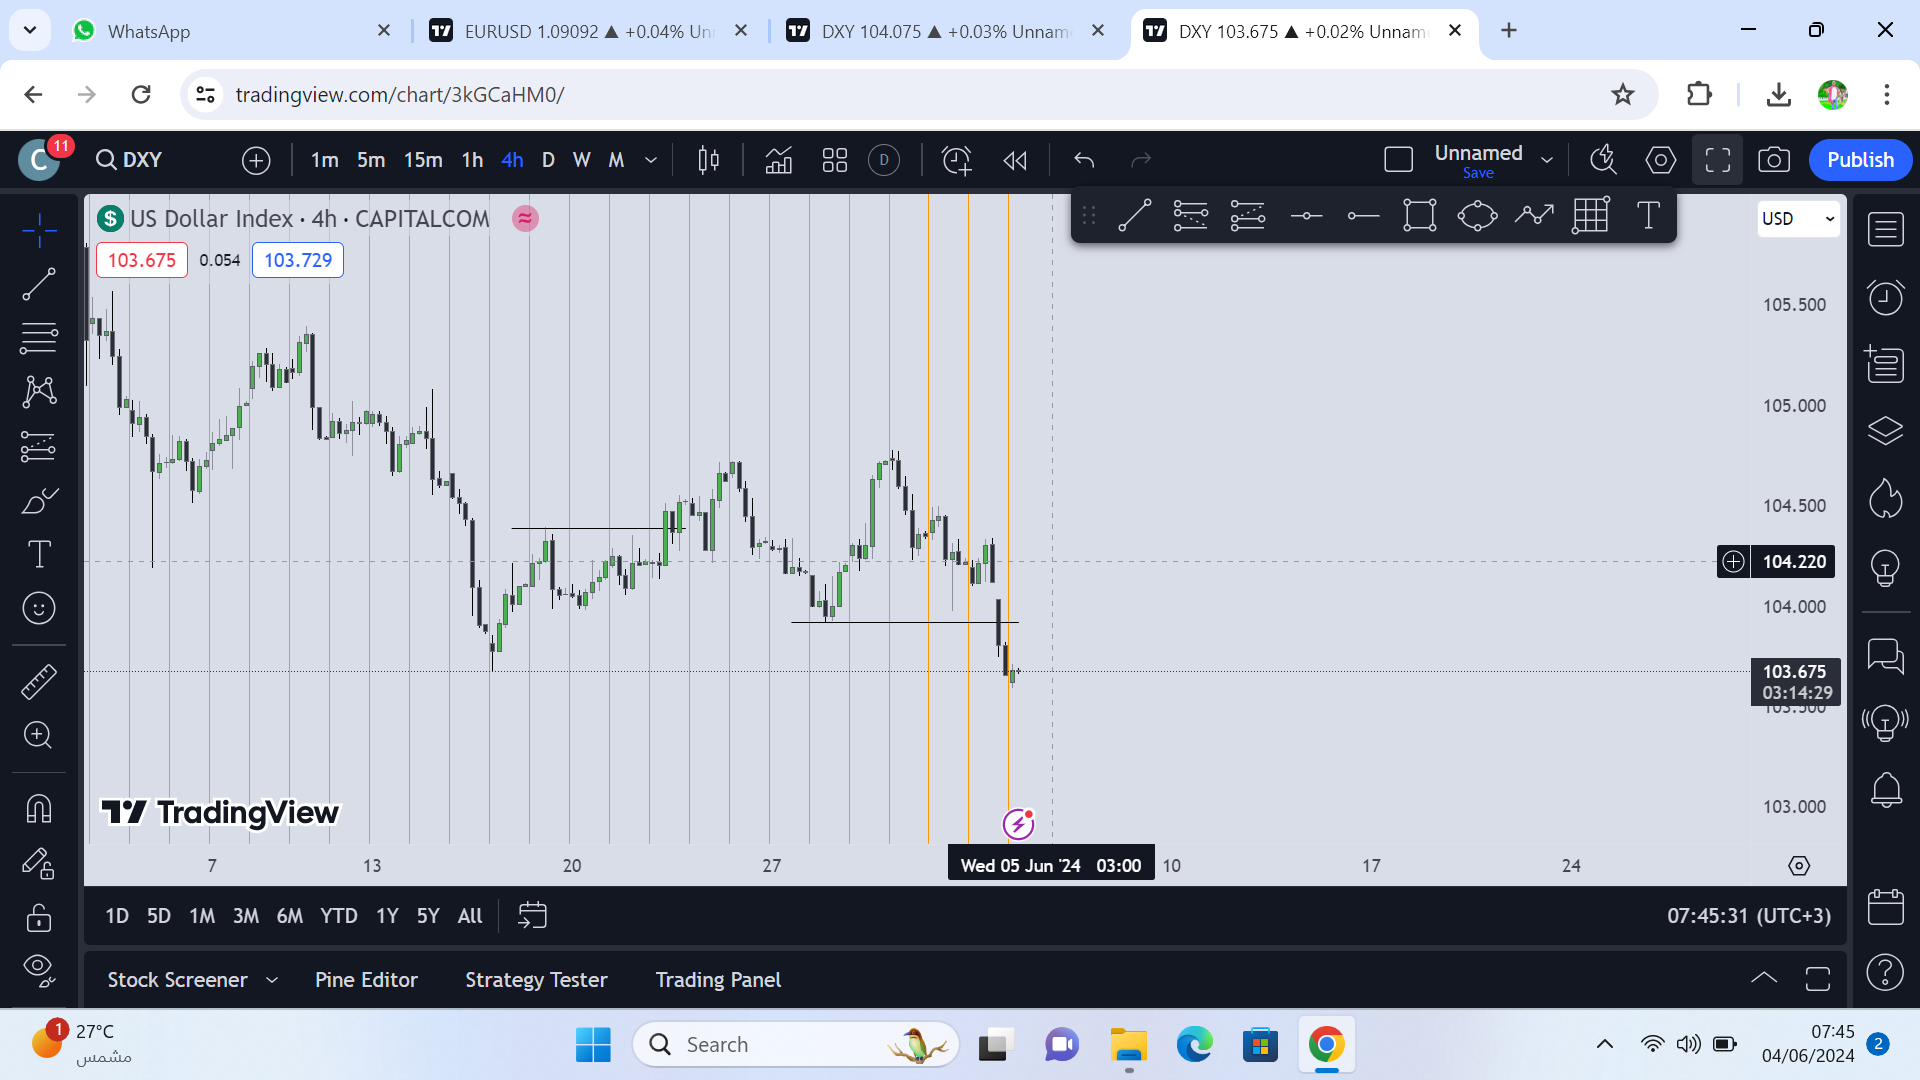 WhatsApp
EURUSD 1.09092 ▲ +0.04% Un
DXY 104.075 ▲ +0.03% Unnam
DXY 103.675 ▲ +0.02% Unnam
tradingview.com/chart/3kGCaHM0/
C 11
DXY
1m 5m 15m 1h 4h D W M
D
Unnamed
Save
Publish
US Dollar Index · 4h · CAPITALCOM
USD
103.675 0.054 103.729
105.500
105.000
104.500
104.220
104.000
103.675
03:14:29
103.500
103.000
TradingView
7 13 20 27 Wed 05 Jun '24 03:00 10 17 24
1D 5D 1M 3M 6M YTD 1Y 5Y All
07:45:31 (UTC+3)
Stock Screener Pine Editor Strategy Tester Trading Panel
1
27°C
مشمس
Search
07:45
04/06/2024
2